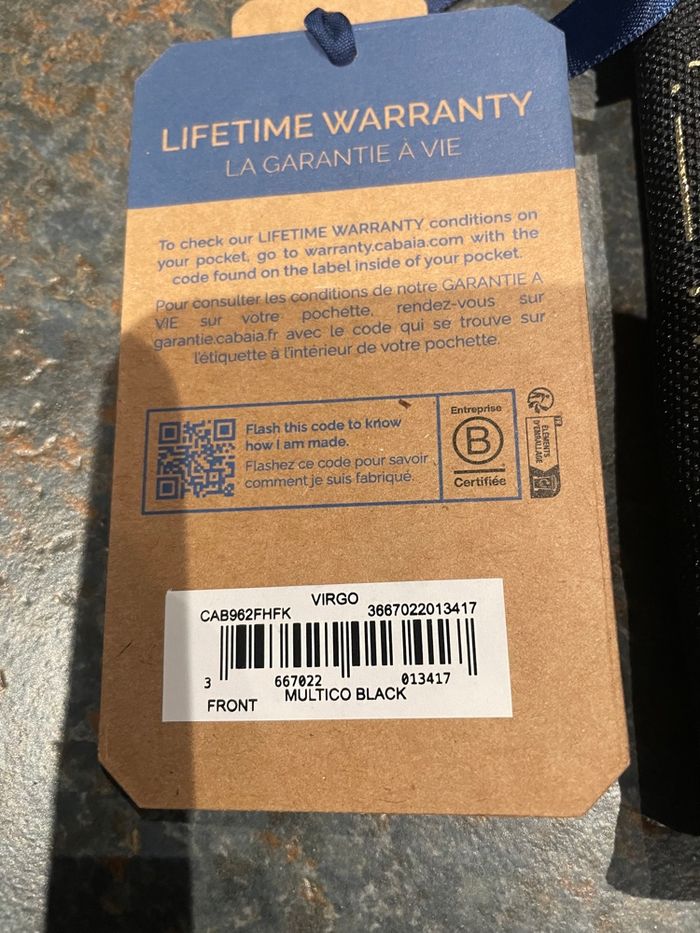 LIFETIME WARRANTY
LA GARANTIE À VIE
To check our LIFETIME WARRANTY conditions on
your pocket, go to warranty.cabaia.com with the
code found on the label inside of your pocket.
Pour consulter les conditions de notre GARANTIE A
VIE sur votre pochette, rendez-vous sur
garantie.cabaia.fr avec le code qui se trouve sur
l'étiquette à l'intérieur de votre pochette.
Flash this code to know
how I am made.
Flashez ce code pour savoir
comment je suis fabriqué.
Entreprise
B
Certifiée
FR
ÉLÉMENTS
D'EMBALLAGE
VIRGO
CAB962FHFK 3667022013417
3 667022 013417
FRONT MULTICO BLACK